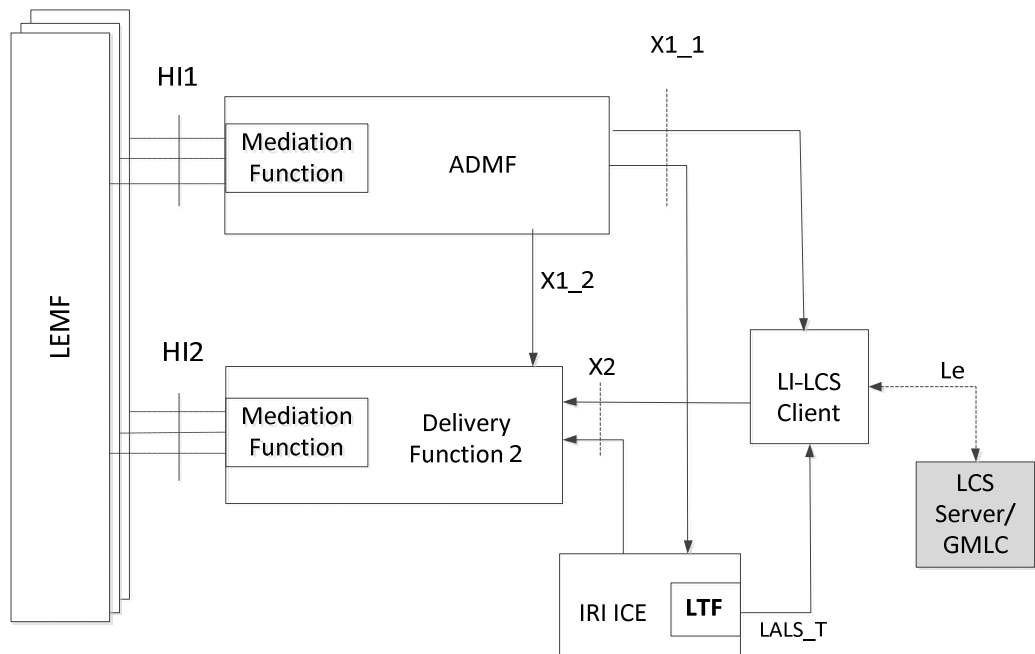 X1_1
HI1
Mediation
Function
ADMF
X1_2
LEMF
HI2
X2
Mediation
Function
Delivery
Function 2
LI-LCS
Client
Le
LCS
Server/
GMLC
IRI ICE
LTF
LALS_T